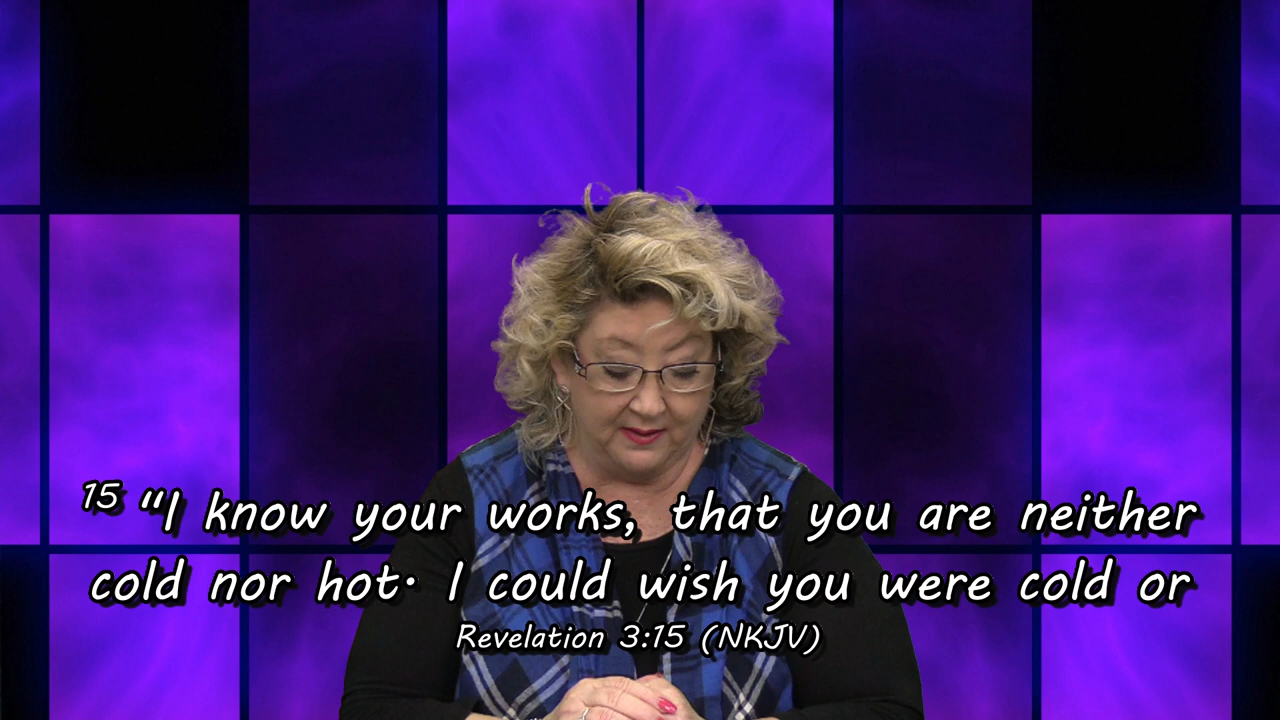 15 “I know your works, that you are neither
cold nor hot. I could wish you were cold or
Revelation 3:15 (NKJV)